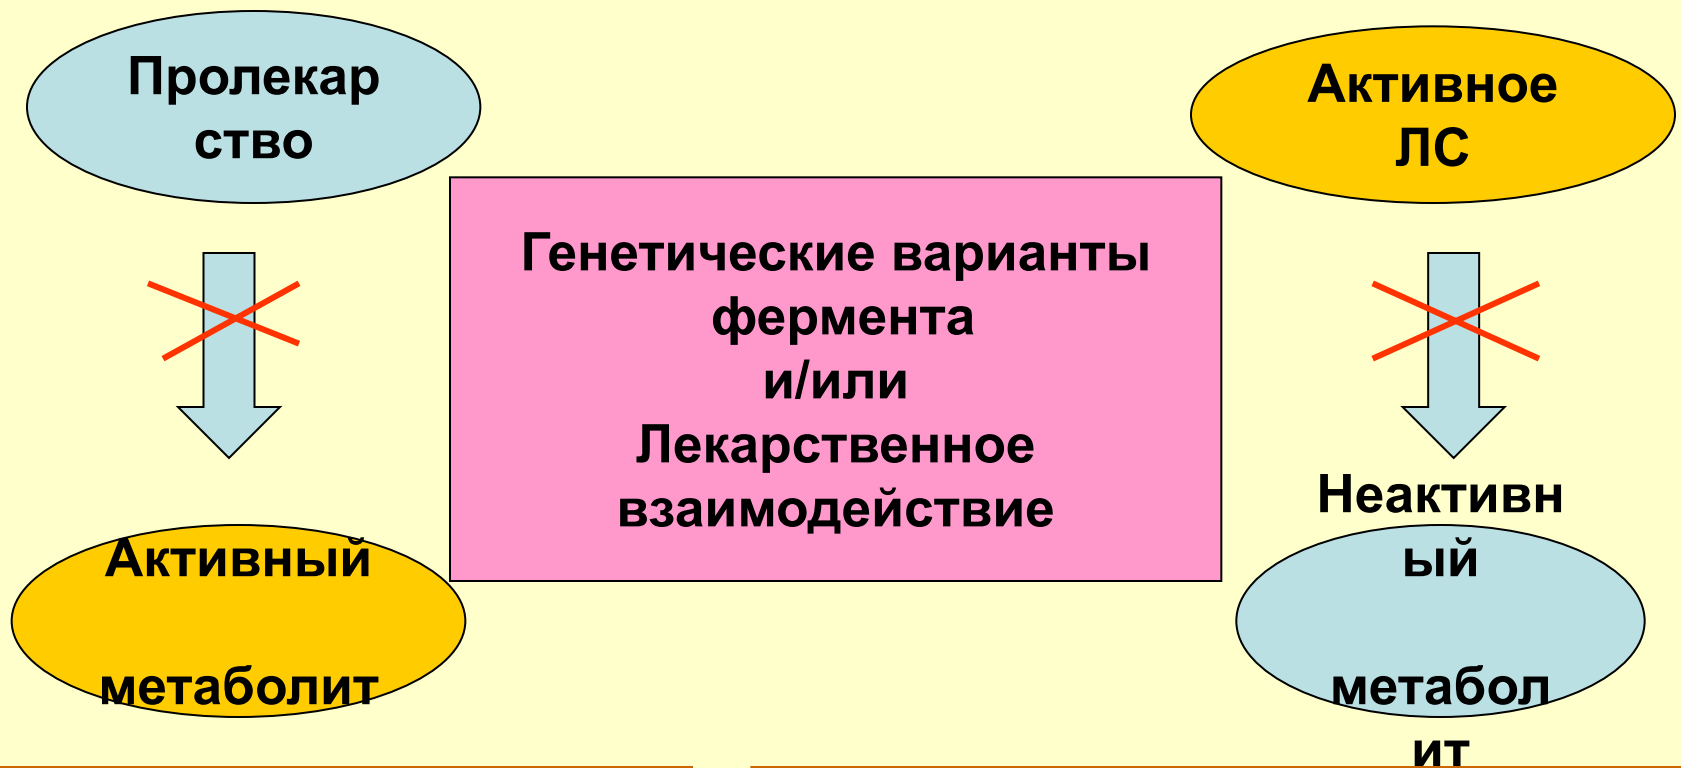 Пролекар
ство
Активное
ЛС
Генетические варианты
фермента
и/или
Лекарственное
взаимодействие
Активный
метаболит
Неактивн
ый
метабол
ит